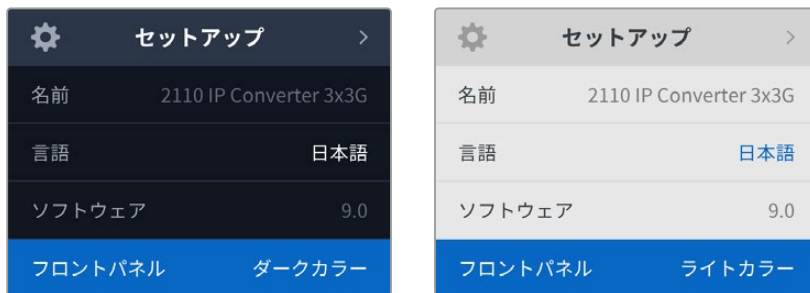 セットアップ
名前 2110 IP Converter 3x3G
言語 日本語
ソフトウェア 9.0
フロントパネル ダークカラー
セットアップ
名前 2110 IP Converter 3x3G
言語 日本語
ソフトウェア 9.0
フロントパネル ライトカラー